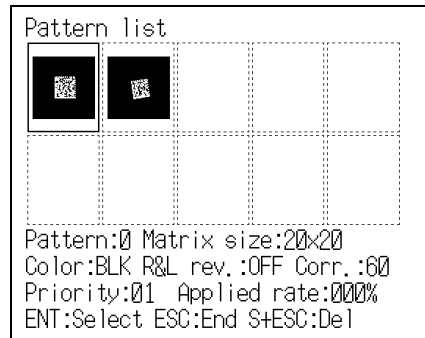 Pattern list
Pattern:0 Matrix size:20x20
Color:BLK R&L rev.:OFF Corr.:60
Priority:01 Applied rate:000%
ENT:Select ESC:End S+ESC:Del